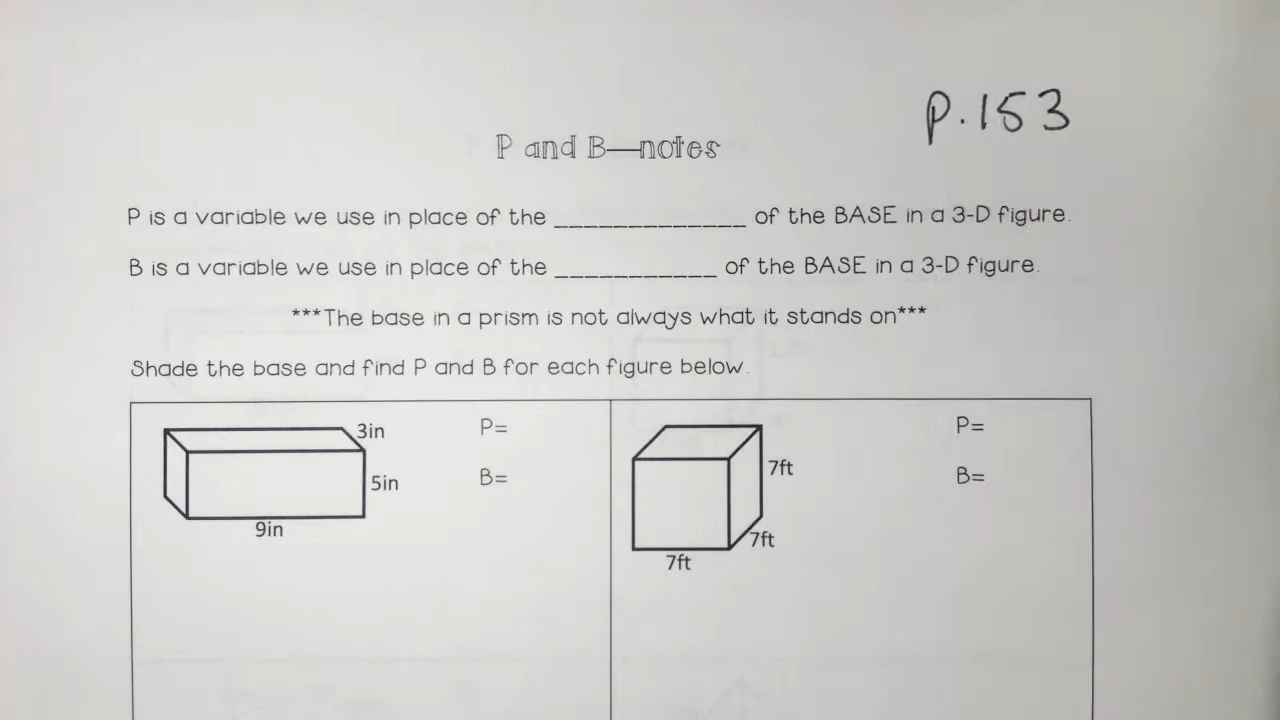 p.153
P and B—notes
P is a variable we use in place of the _____________ of the BASE in a 3-D figure.
B is a variable we use in place of the ___________ of the BASE in a 3-D figure.
***The base in a prism is not always what it stands on***
Shade the base and find P and B for each figure below.
3in
P=
5in
B=
9in
P=
7ft
B=
7ft
7ft